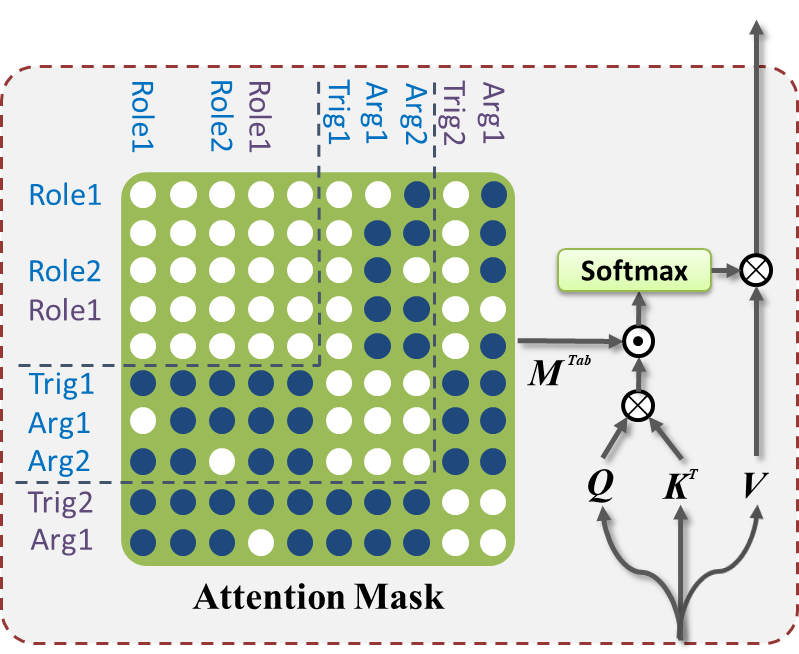 Role1
Role2
Role1
Trig1
Arg1
Arg2
Trig2
Arg1
Role1
Role2
Role1
Trig1
Arg1
Arg2
Trig2
Arg1
Attention Mask
M^Tab
Softmax
Q
K^T
V